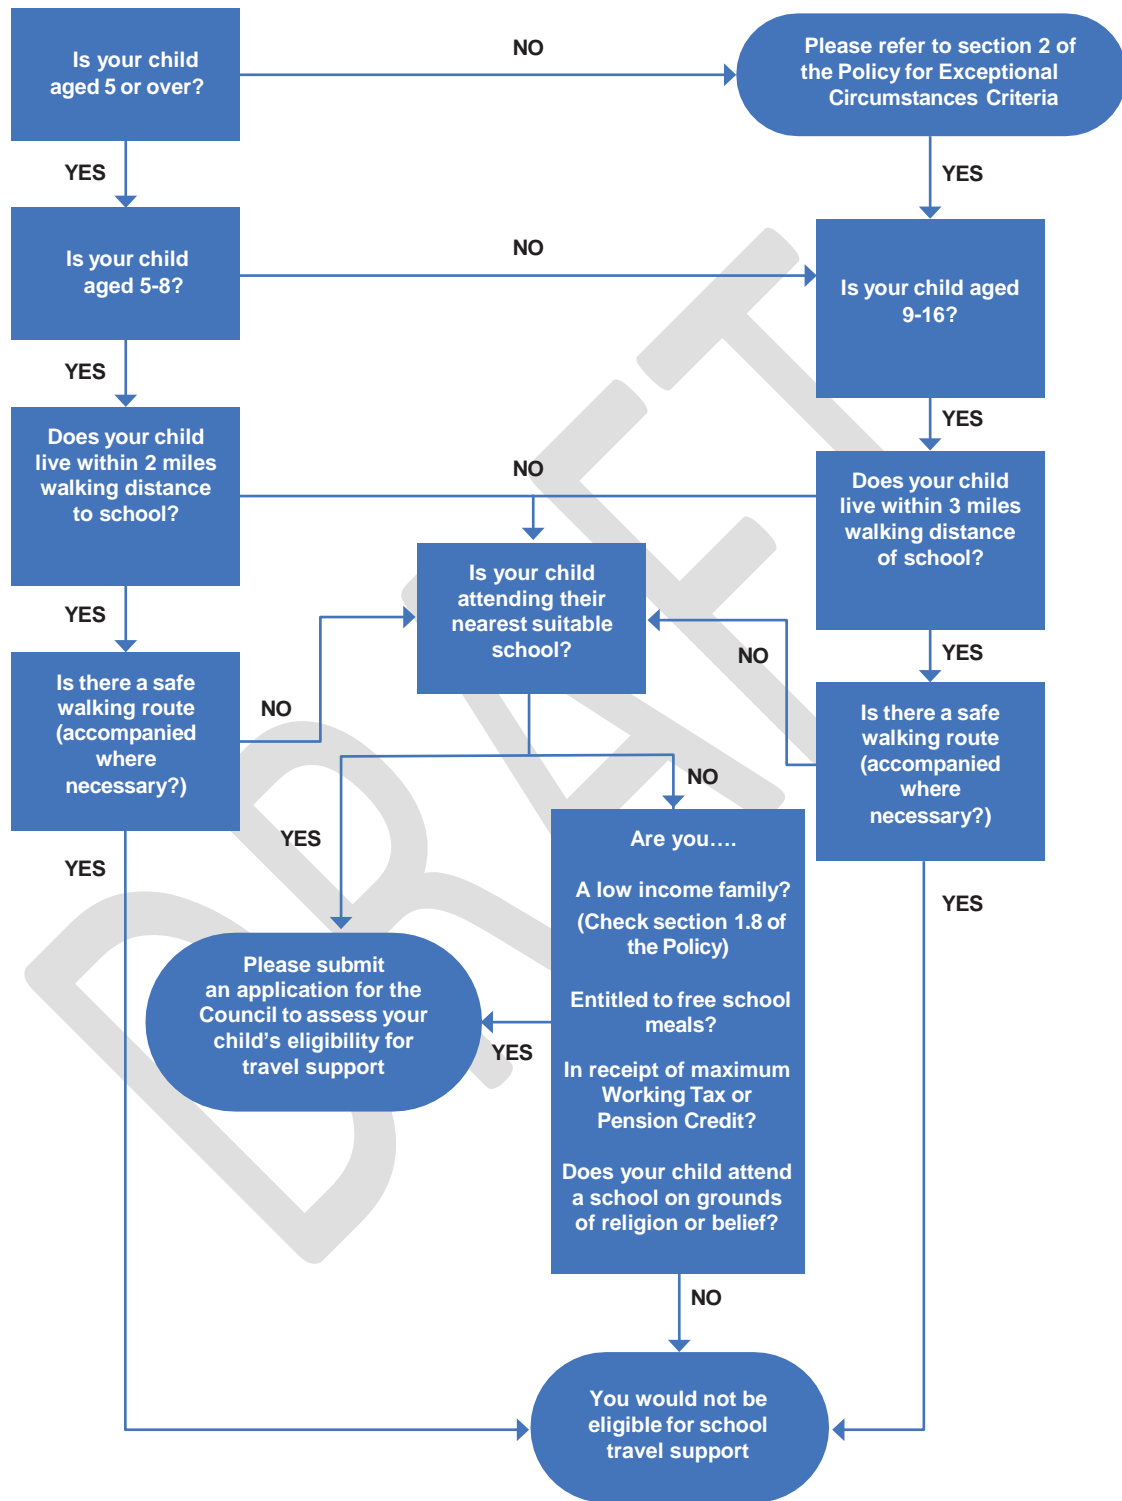 Is your child
aged 5 or over?
NO
Please refer to section 2 of
the Policy for Exceptional
Circumstances Criteria
YES
YES
Is your child
aged 5-8?
NO
Is your child aged
9-16?
YES
YES
Does your child
live within 2 miles
walking distance
to school?
NO
Does your child
live within 3 miles
walking distance
of school?
Is your child
attending their
nearest suitable
school?
YES
YES
Is there a safe
walking route
(accompanied
where
necessary?)
NO
NO
Is there a safe
walking route
(accompanied
where
necessary?)
YES
NO
YES
YES
Are you....
A low income family?
(Check section 1.8 of
the Policy)
Entitled to free school
meals?
In receipt of maximum
Working Tax or
Pension Credit?
Does your child attend
a school on grounds
of religion or belief?
Please submit
an application for the
Council to assess your
child's eligibility for
travel support
YES
NO
You would not be
eligible for school
travel support
DRAFT